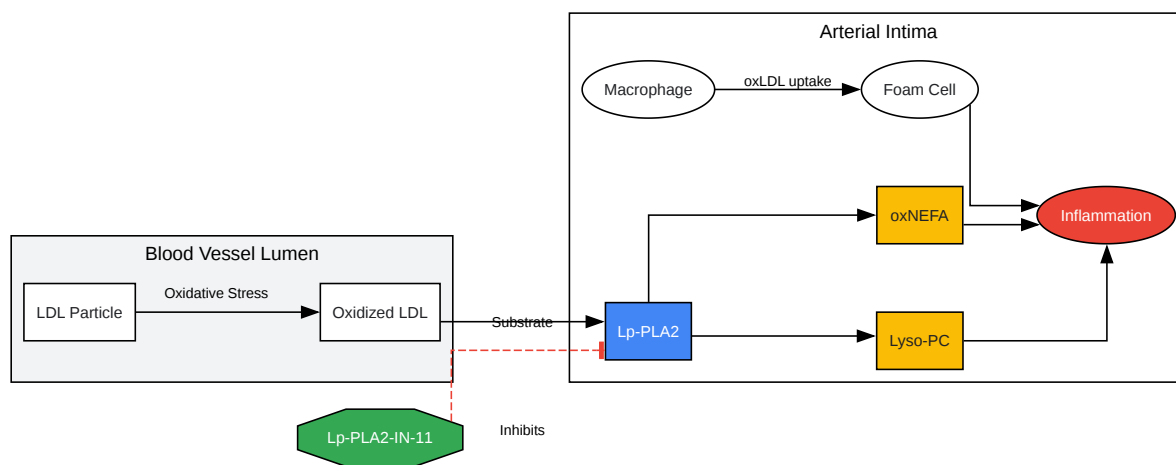 Arterial Intima
Macrophage
oxLDL uptake
Foam Cell
oxNEFA
Inflammation
Blood Vessel Lumen
LDL Particle
Oxidative Stress
Oxidized LDL
Substrate
Lp-PLA2
Lyso-PC
Lp-PLA2-IN-11
Inhibits